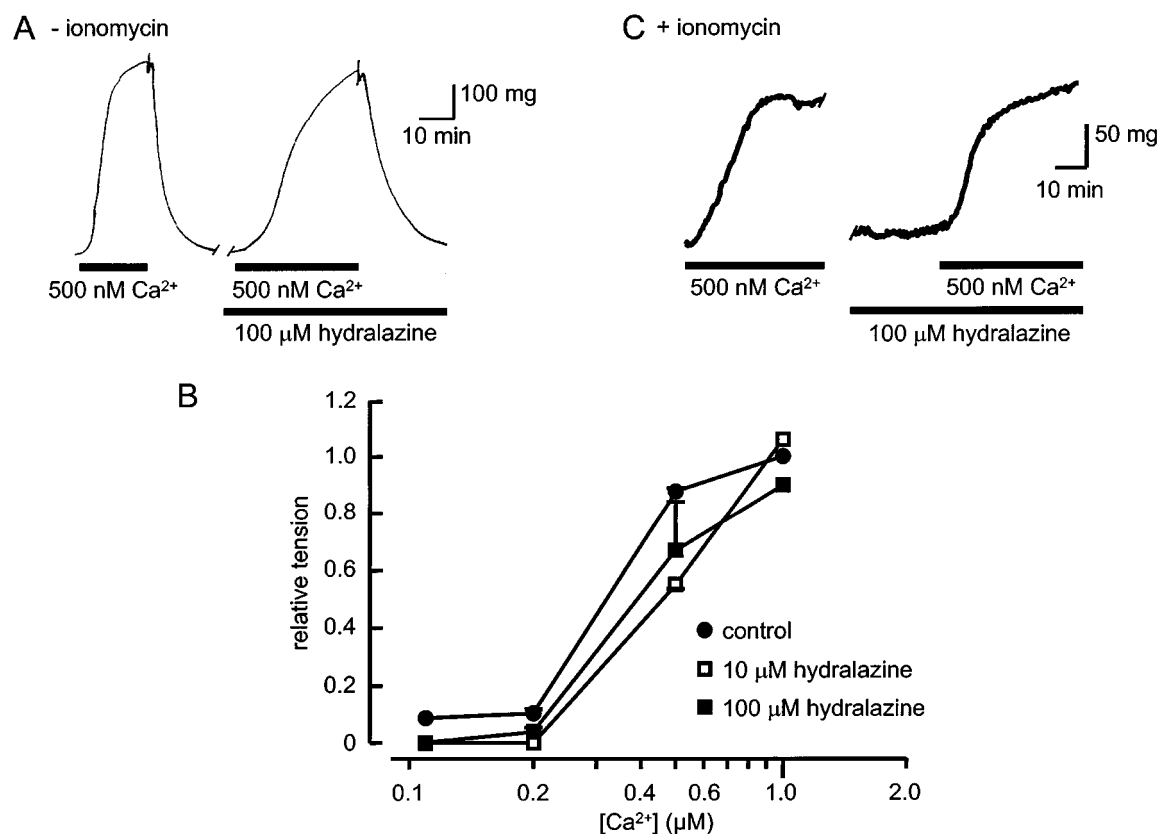 A - ionomycin
100 mg
10 min
500 nM Ca²⁺
500 nM Ca²⁺
100 μM hydralazine
C + ionomycin
50 mg
10 min
500 nM Ca²⁺
500 nM Ca²⁺
100 μM hydralazine
B
relative tension
1.2
1.0
0.8
0.6
0.4
0.2
0
control
10 μM hydralazine
100 μM hydralazine
0.1 0.2 0.4 0.6 1.0 2.0
[Ca²⁺] (μM)